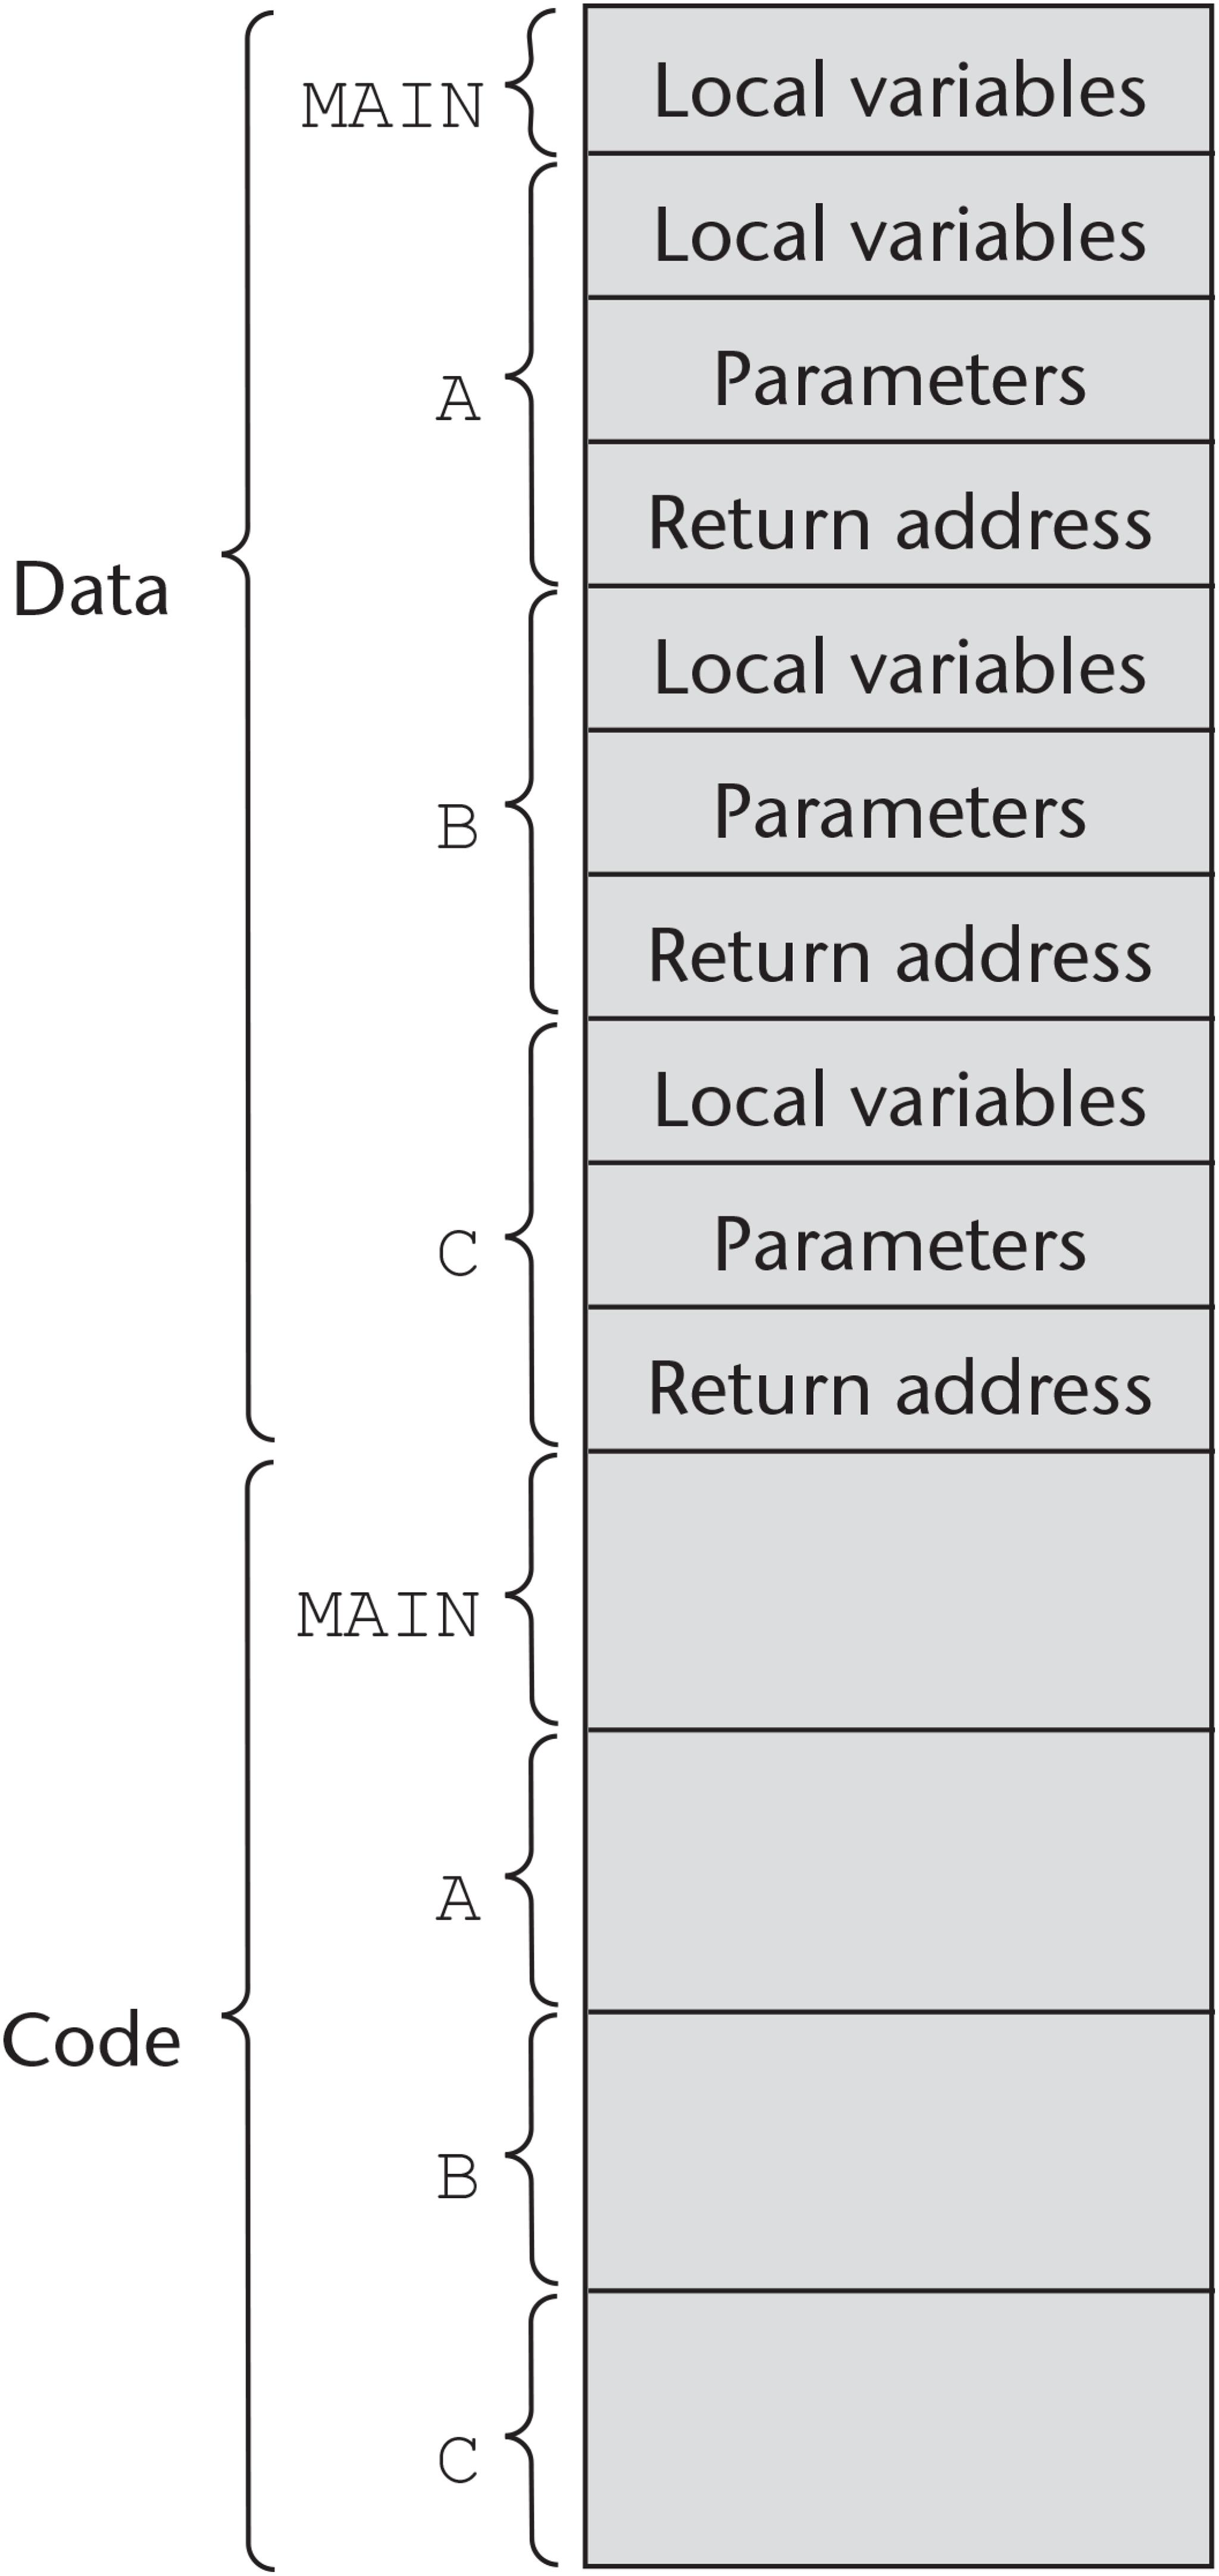 MAIN
Local variables
Local variables
A
Parameters
Return address
Data
Local variables
B
Parameters
Return address
Local variables
C
Parameters
Return address
MAIN
A
Code
B
C